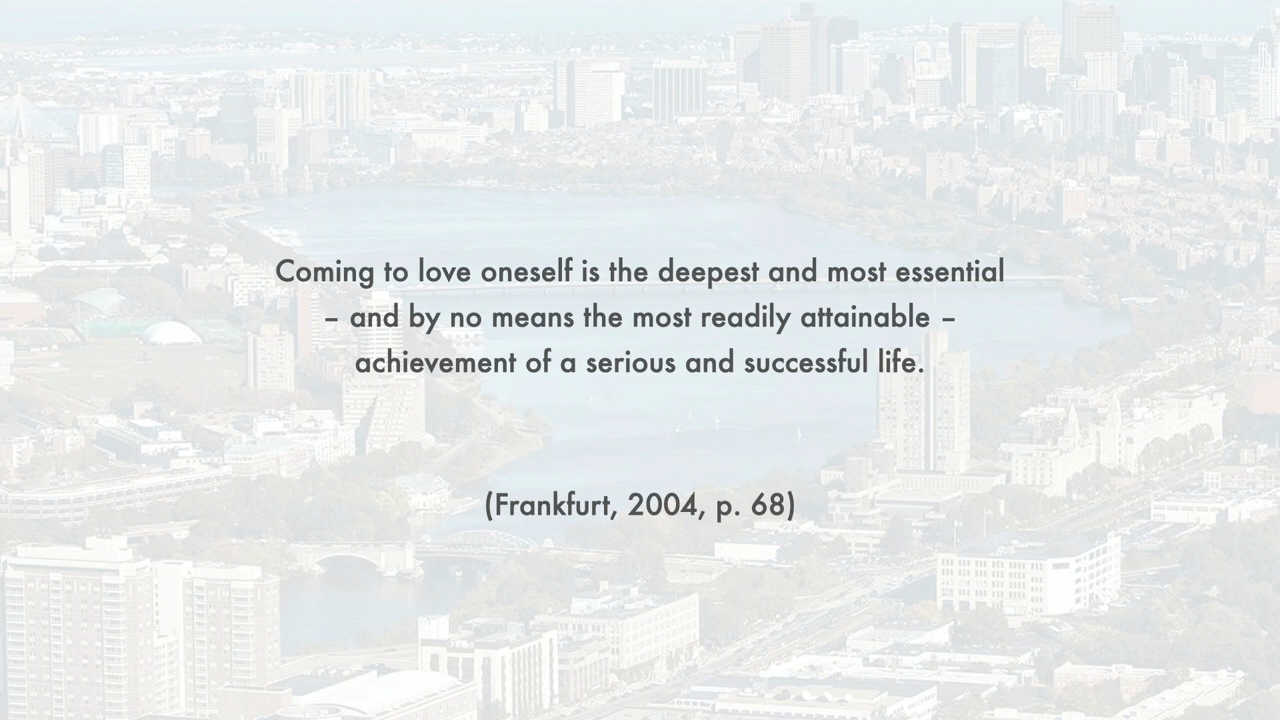 Coming to love oneself is the deepest and most essential
– and by no means the most readily attainable –
achievement of a serious and successful life.
(Frankfurt, 2004, p. 68)